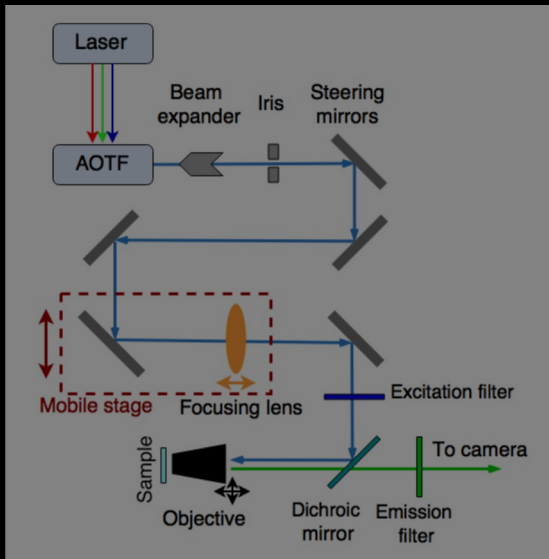 Laser
Beam
expander
Iris
Steering
mirrors
AOTF
Mobile stage
Focusing lens
Excitation filter
Sample
Objective
To camera
Dichroic
mirror
Emission
filter